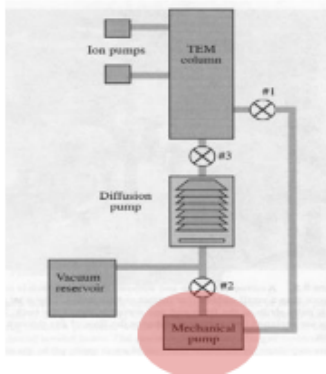 TEM
column
Ion pumps
#1
#3
Diffusion
pump
Vacuum
reservoir
#2
Mechanical
pump